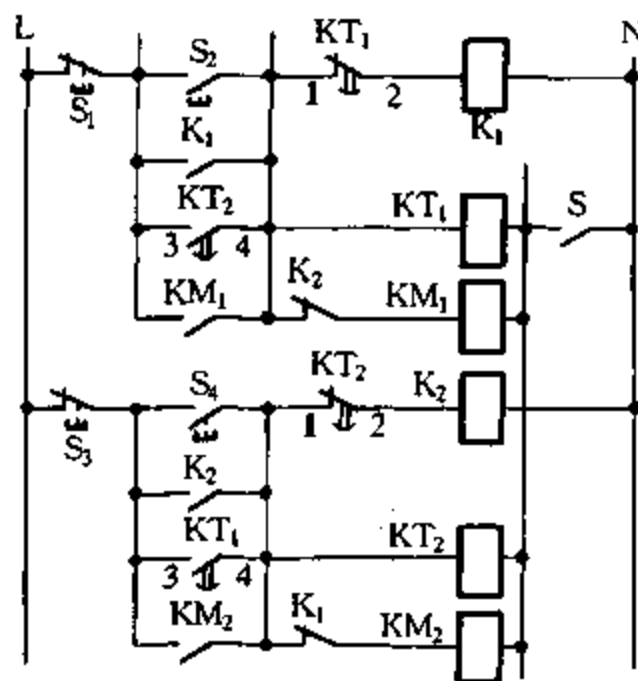 L S₂ KT₁ N
S₁ 1 2 K₁
K₁
KT₂ KT₁ S
3 4 K₂
KM₁ KM₁
S₄ KT₂ K₂
S₃ 1 2
K₂
KT₁ KT₂
3 4 K₁
KM₂ KM₂